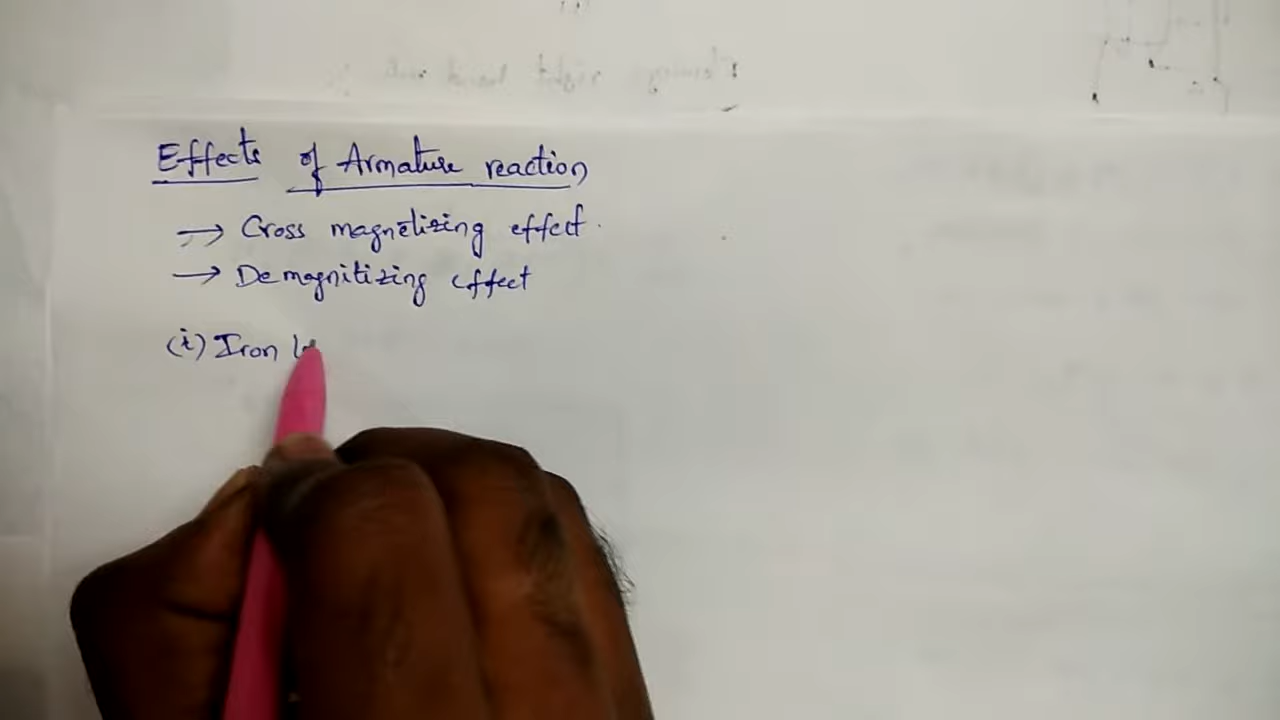 Effects of Armature reaction
→ Cross magnetizing effect.
→ Demagnitizing effect
(i) Iron